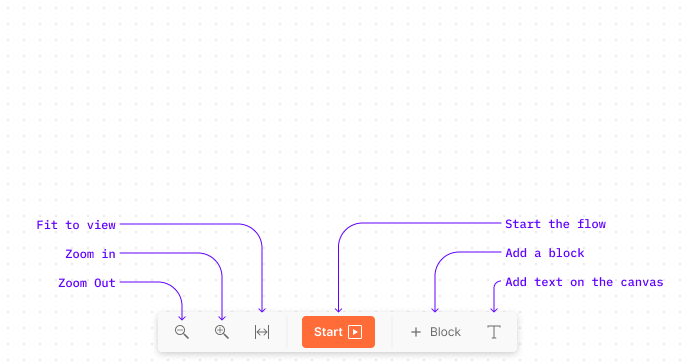 Fit to view
Start the flow
Zoom in
Add a block
Zoom Out
Add text on the canvas
Start
+ Block
T